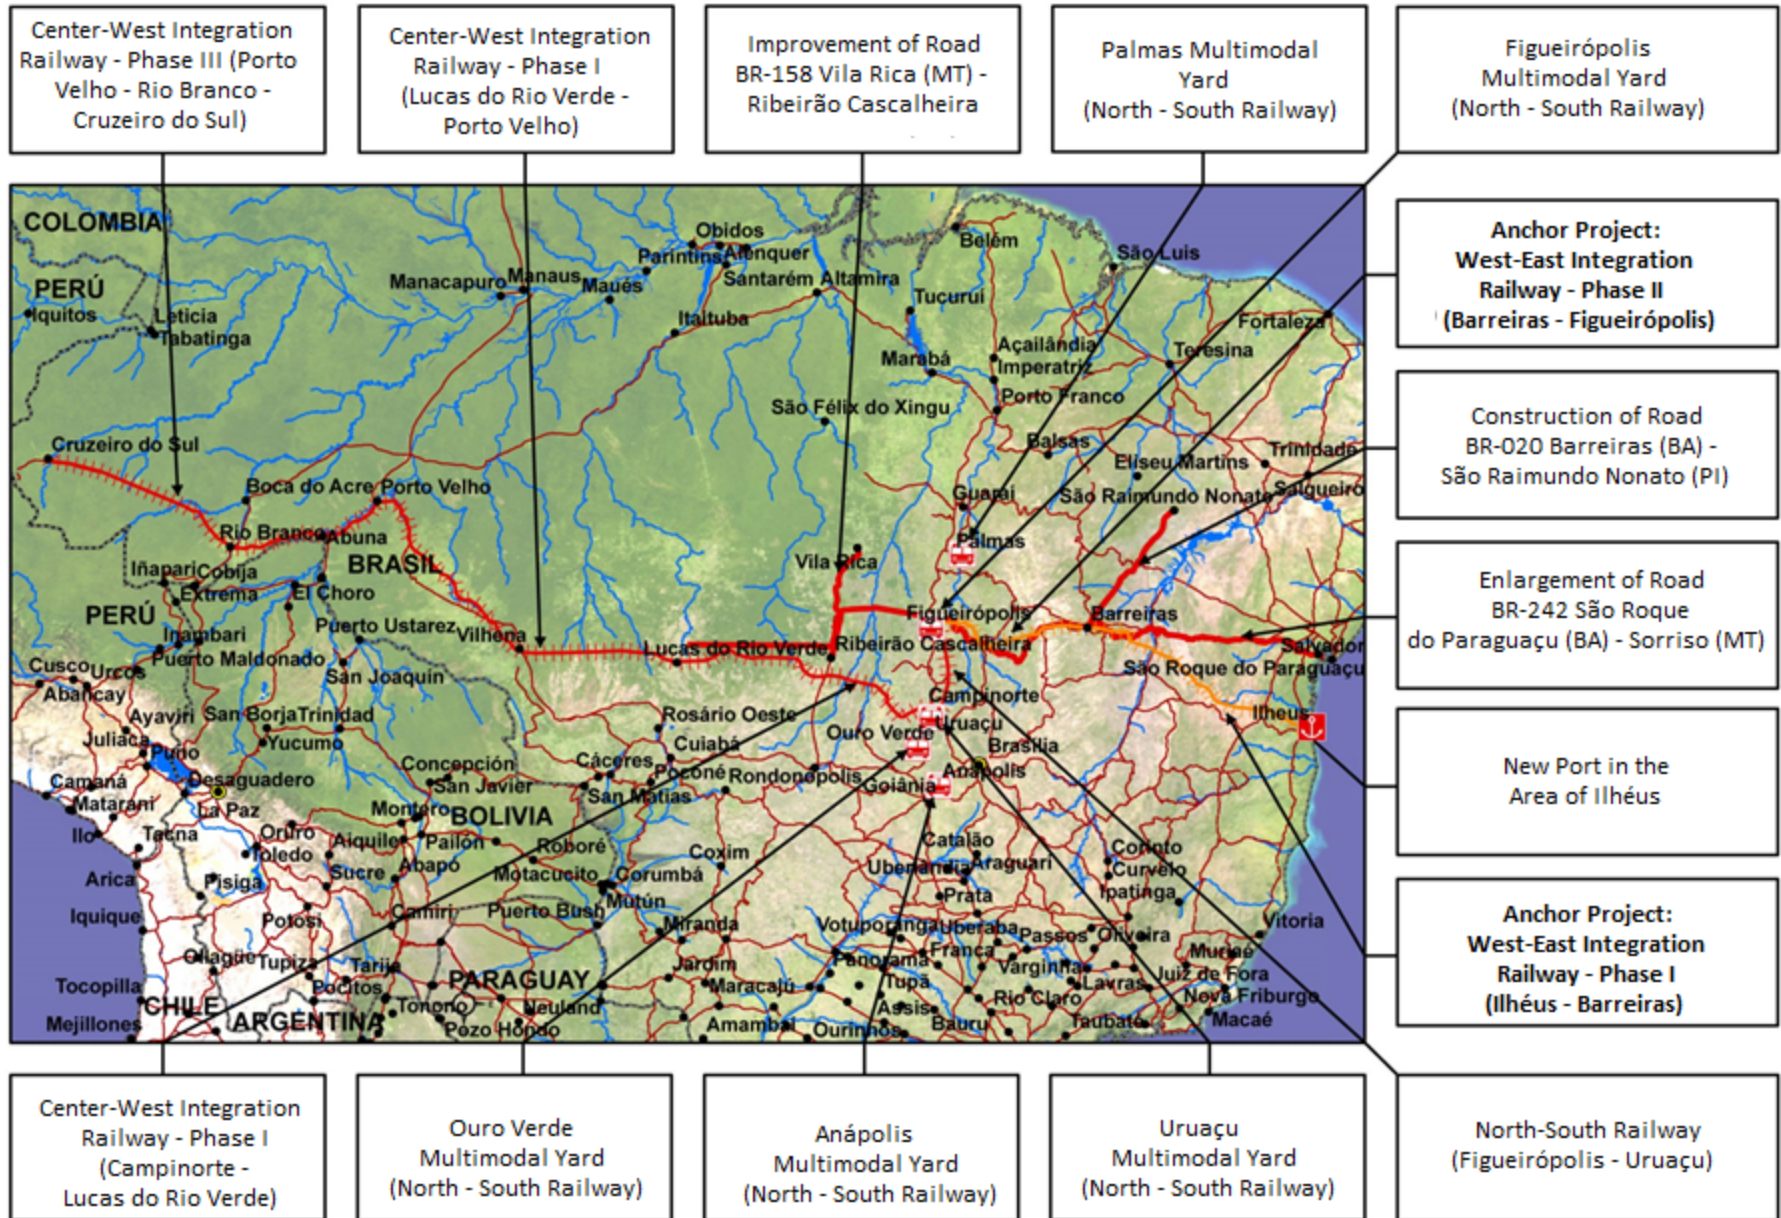 Center-West Integration
Railway - Phase III (Porto
Velho - Rio Branco -
Cruzeiro do Sul)
Center-West Integration
Railway - Phase I
(Lucas do Rio Verde -
Porto Velho)
Improvement of Road
BR-158 Vila Rica (MT) -
Ribeirão Cascalheira
Palmas Multimodal
Yard
(North - South Railway)
Figueirópolis
Multimodal Yard
(North - South Railway)
Anchor Project:
West-East Integration
Railway - Phase II
(Barreiras - Figueirópolis)
Construction of Road
BR-020 Barreiras (BA) -
São Raimundo Nonato (PI)
Enlargement of Road
BR-242 São Roque
do Paraguaçu (BA) - Sorriso (MT)
New Port in the
Area of Ilhéus
Anchor Project:
West-East Integration
Railway - Phase I
(Ilhéus - Barreiras)
COLOMBIA
PERÚ
Iquitos
Leticia
Tabatinga
Manacapuro
Manaus
Maués
Parintins
Obidos
Alenquer
Santarém
Altamira
Itaituba
Belém
São Luis
Tucuruí
Fortaleza
Teresina
Açailândia
Imperatriz
Marabá
Porto Franco
São Félix do Xingu
Balsas
Trinidade
Eliseu Martins
Salgueiro
São Raimundo Nonato
Guaraí
Palmas
Cruzeiro do Sul
Boca do Acre
Porto Velho
Rio Branco
Abuna
BRASIL
Vila Rica
Iñapari
Cobija
Extrema
El Choro
PERÚ
Figueirópolis
Barreiras
Inambari
Puerto Ustarez
Vilhena
Lucas do Rio Verde
Ribeirão Cascalheira
Salvador
Cusco
Urcos
Puerto Maldonado
San Joaquin
São Roque do Paraguaçu
Abancay
Campinorte
Ayaviri
San Borja
Trinidad
Rosário Oeste
Ouro Verde
Uruaçu
Ilheus
Juliaca
Puno
Yucumo
Cuiabá
Brasília
Camaná
Desaguadero
Concepción
San Javier
Cáceres
Poconé
Rondonopolis
Goiânia
Anápolis
Matarani
La Paz
San Matias
Montero
BOLIVIA
Ilo
Tacna
Oruro
Aiquile
Pailón
Catalão
Corinto
Toledo
Abapó
Roboré
Coxim
Araguari
Curvelo
Arica
Pisiga
Sucre
Motacucito
Corumbá
Prata
Ipatinga
Iquique
Potosi
Camiri
Puerto Bush
Mutún
Miranda
Votuporanga
Uberaba
Passos
Oliveira
Vitoria
Ollague
Tupiza
Tarija
Panorama
Franca
Muriaé
Tocopilla
Pocitos
PARAGUAY
Jardim
Maracajú
Tupã
Varginha
Lavras
Juiz de Fora
CHILE
Tonono
Neuland
Assis
Rio Claro
Nova Friburgo
Mejillones
ARGENTINA
Pozo Hondo
Amambai
Ourinhos
Bauru
Taubate
Macaé
Center-West Integration
Railway - Phase I
(Campinorte -
Lucas do Rio Verde)
Ouro Verde
Multimodal Yard
(North - South Railway)
Anápolis
Multimodal Yard
(North - South Railway)
Uruaçu
Multimodal Yard
(North - South Railway)
North-South Railway
(Figueirópolis - Uruaçu)